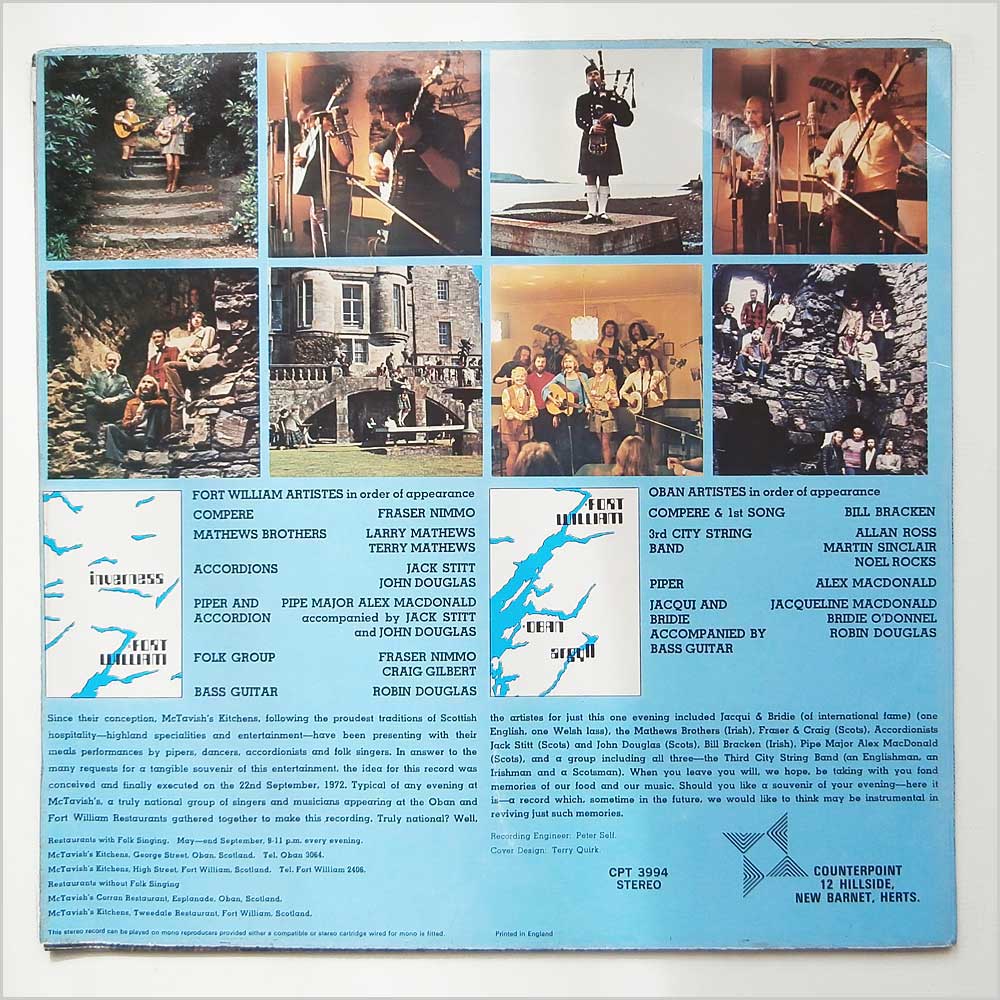 inverness
FORT
WILLIAM
FORT WILLIAM ARTISTES in order of appearance
COMPERE FRASER NIMMO
MATHEWS BROTHERS LARRY MATHEWS
TERRY MATHEWS
ACCORDIONS JACK STITT
JOHN DOUGLAS
PIPER AND PIPE MAJOR ALEX MACDONALD
ACCORDION accompanied by JACK STITT
and JOHN DOUGLAS
FOLK GROUP FRASER NIMMO
CRAIG GILBERT
BASS GUITAR ROBIN DOUGLAS
FORT
WILLIAM
OBAN
argyll
OBAN ARTISTES in order of appearance
COMPERE & 1st SONG BILL BRACKEN
3rd CITY STRING ALLAN ROSS
BAND MARTIN SINCLAIR
NOEL ROCKS
PIPER ALEX MACDONALD
JACQUI AND JACQUELINE MACDONALD
BRIDIE BRIDIE O'DONNEL
ACCOMPANIED BY ROBIN DOUGLAS
BASS GUITAR
Since their conception, McTavish's Kitchens, following the proudest traditions of Scottish
hospitality—highland specialities and entertainment—have been presenting with their
meals performances by pipers, dancers, accordionists and folk singers. In answer to the
many requests for a tangible souvenir of this entertainment, the idea for this record was
conceived and finally executed on the 22nd September, 1972. Typical of any evening at
McTavish's, a truly national group of singers and musicians appearing at the Oban and
Fort William Restaurants gathered together to make this recording. Truly national? Well,
Restaurants with Folk Singing. May—end September, 9-11 p.m. every evening.
McTavish's Kitchens, George Street, Oban, Scotland. Tel. Oban 3064.
McTavish's Kitchens, High Street, Fort William, Scotland. Tel. Fort William 2406.
Restaurants without Folk Singing
McTavish's Corran Restaurant, Esplanade, Oban, Scotland.
McTavish's Kitchens, Tweedale Restaurant, Fort William, Scotland.
This stereo record can be played on mono reproducers provided either a compatible or stereo cartridge wired for mono is fitted.
the artistes for just this one evening included Jacqui & Bridie (of international fame) (one
English, one Welsh lass), the Mathews Brothers (Irish), Fraser & Craig (Scots), Accordionists
Jack Stitt (Scots) and John Douglas (Scots), Bill Bracken (Irish), Pipe Major Alex MacDonald
(Scots), and a group including all three—the Third City String Band (an Englishman, an
Irishman and a Scotsman). When you leave you will, we hope, be taking with you fond
memories of our food and our music. Should you like a souvenir of your evening—here it
is—a record which, sometime in the future, we would like to think may be instrumental in
reviving just such memories.
Recording Engineer: Peter Self.
Cover Design: Terry Quirk.
CPT 3994
STEREO
COUNTERPOINT
12 HILLSIDE,
NEW BARNET, HERTS.
Printed in England